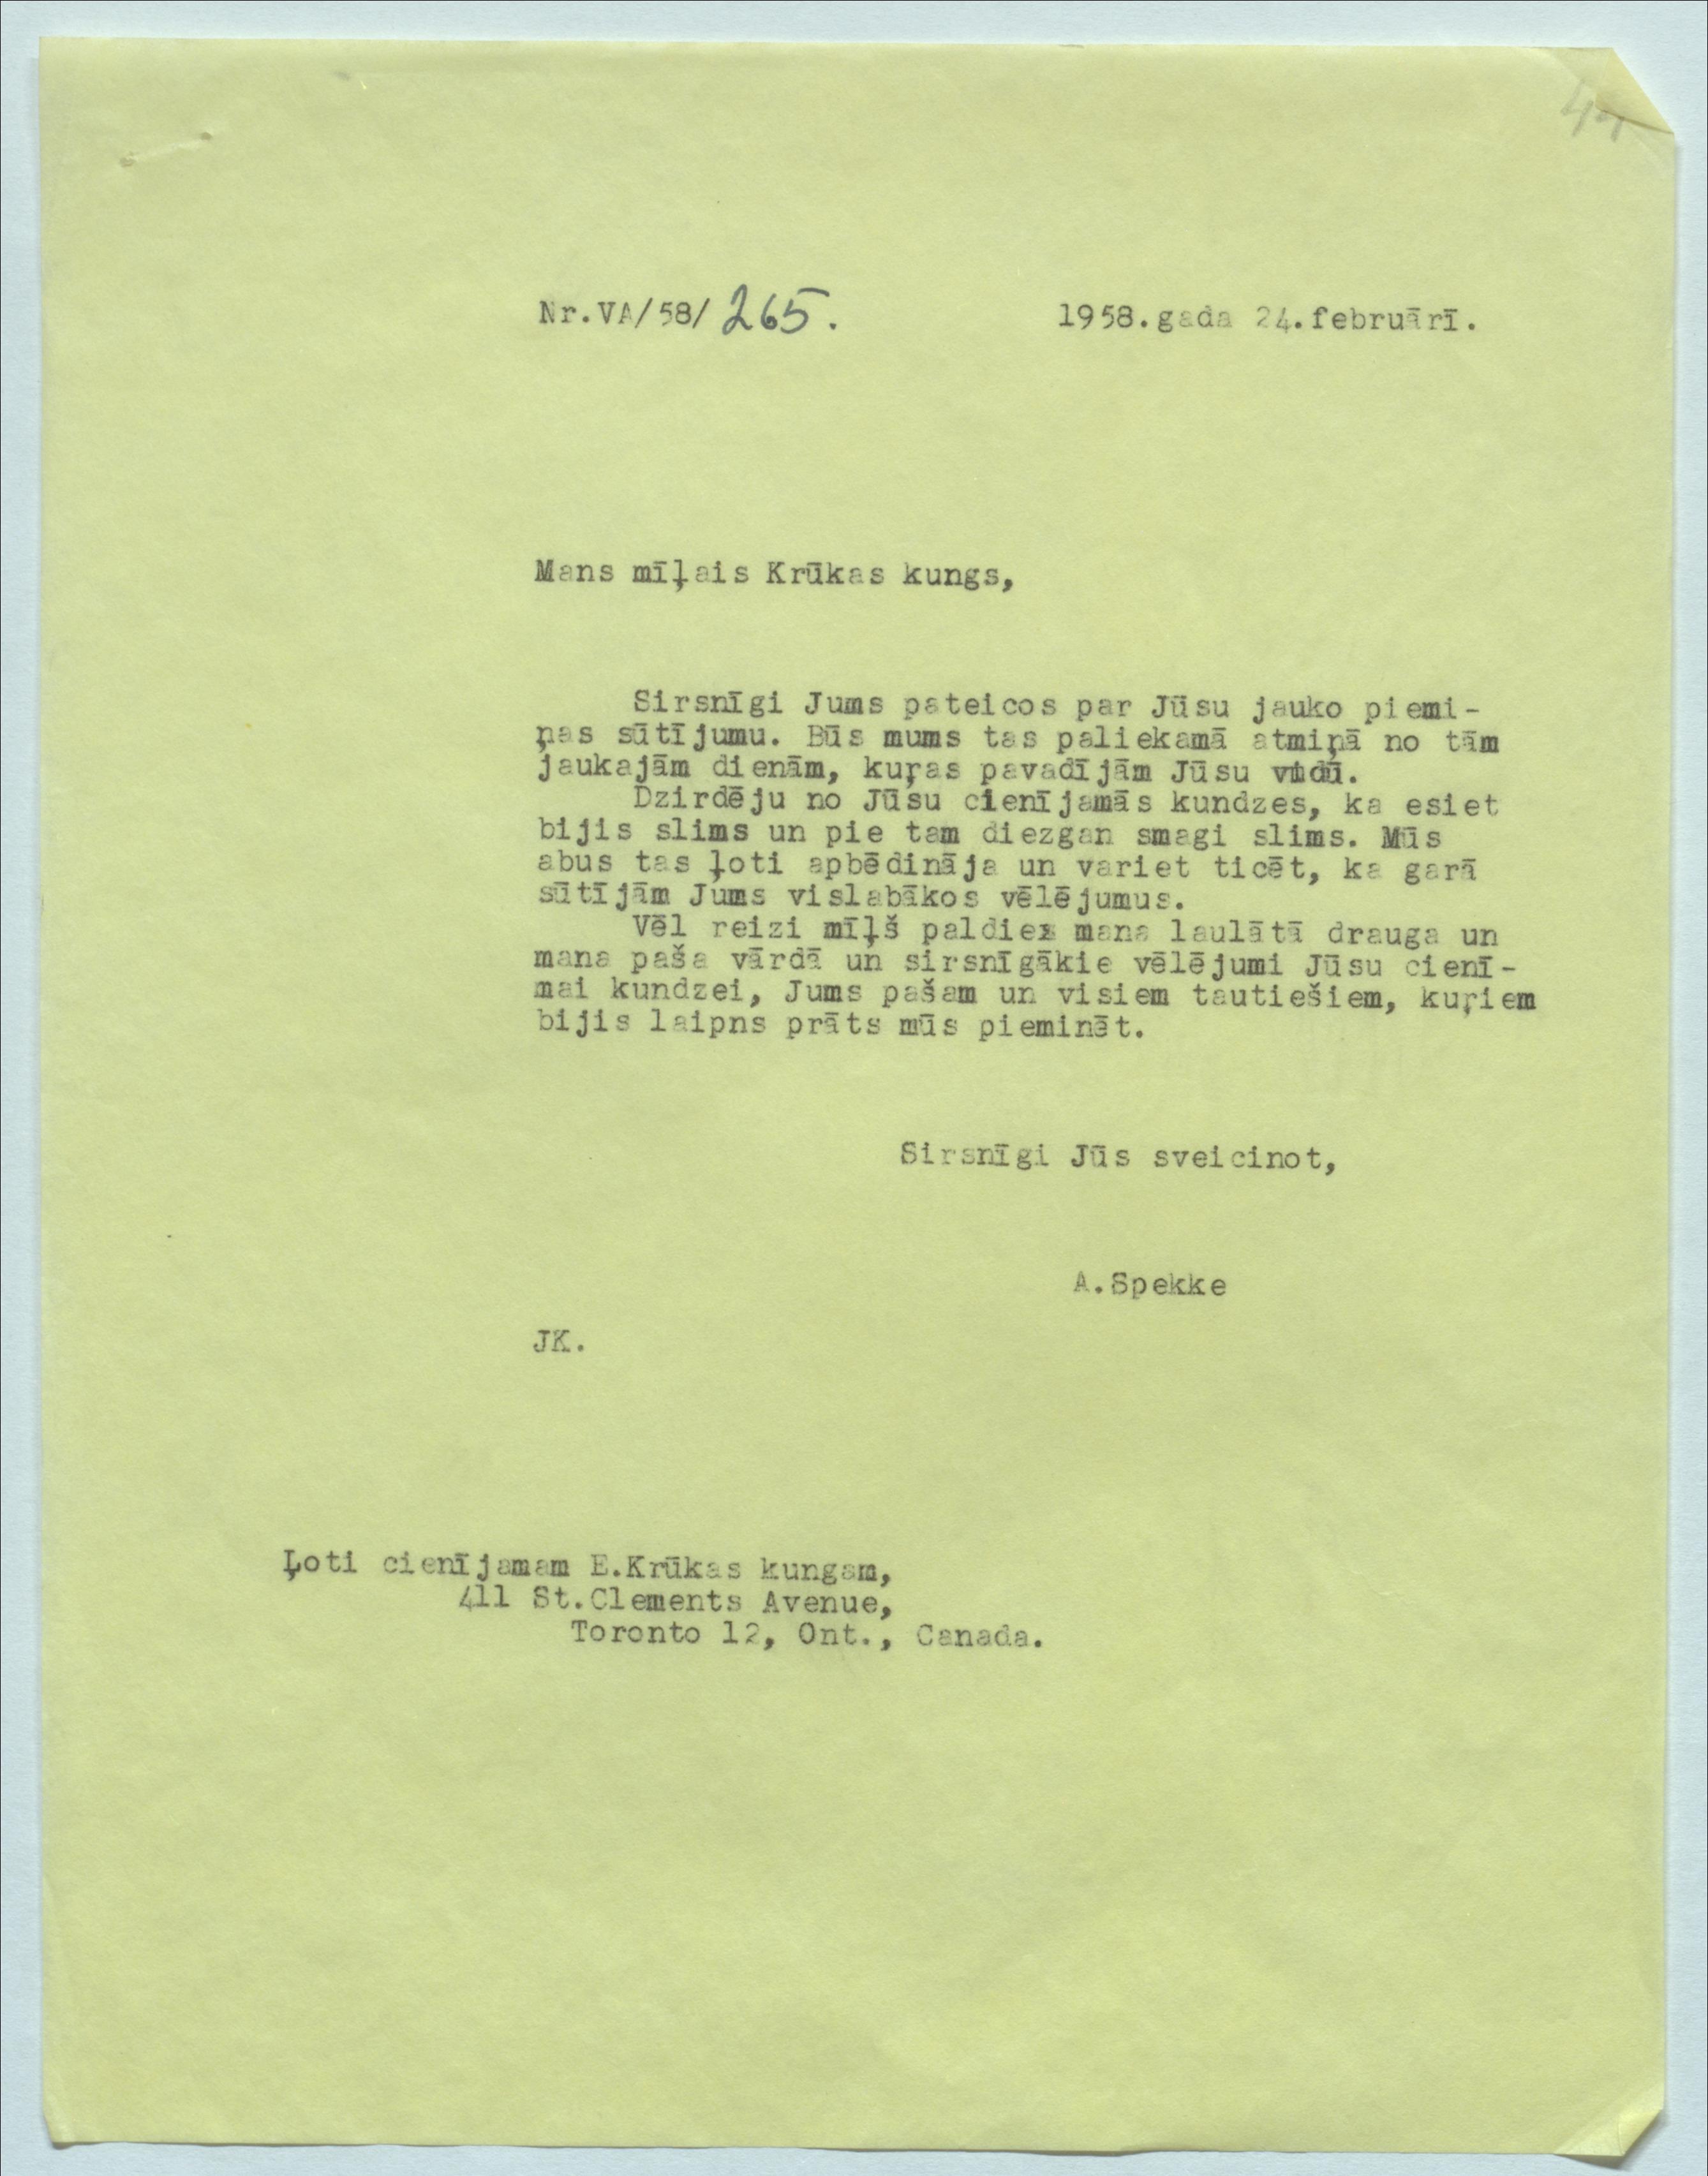 Nr.VA/58/265.    1958.gada 24.februārī.
Mans mīļais Krūkas kungs,
Sirsnīgi Jums pateicos par Jūsu jauko piemi-
ņas sūtījumu. Būs mums tas paliekamā atmiņā no tām
jaukajām dienām, kuŗas pavadījām Jūsu vidū.
Dzirdēju no Jūsu cienījamās kundzes, ka esiet
bijis slims un pie tam diezgan smagi slims. Mūs
abus tas ļoti apbēdināja un variet ticēt, ka garā
sūtījām Jums vislabākos vēlējumus.
Vēl reizi mīļš paldies mana laulātā drauga un
mana paša vārdā un sirsnīgākie vēlējumi Jūsu cienī-
mai kundzei, Jums pašam un visiem tautiešiem, kuŗiem
bijis laipns prāts mūs pieminēt.
Sirsnīgi Jūs sveicinot,
A.Spekke
JK.
Ļoti cienījamam E.Krūkas kungam,
411 St.Clements Avenue,
Toronto 12, Ont., Canada.